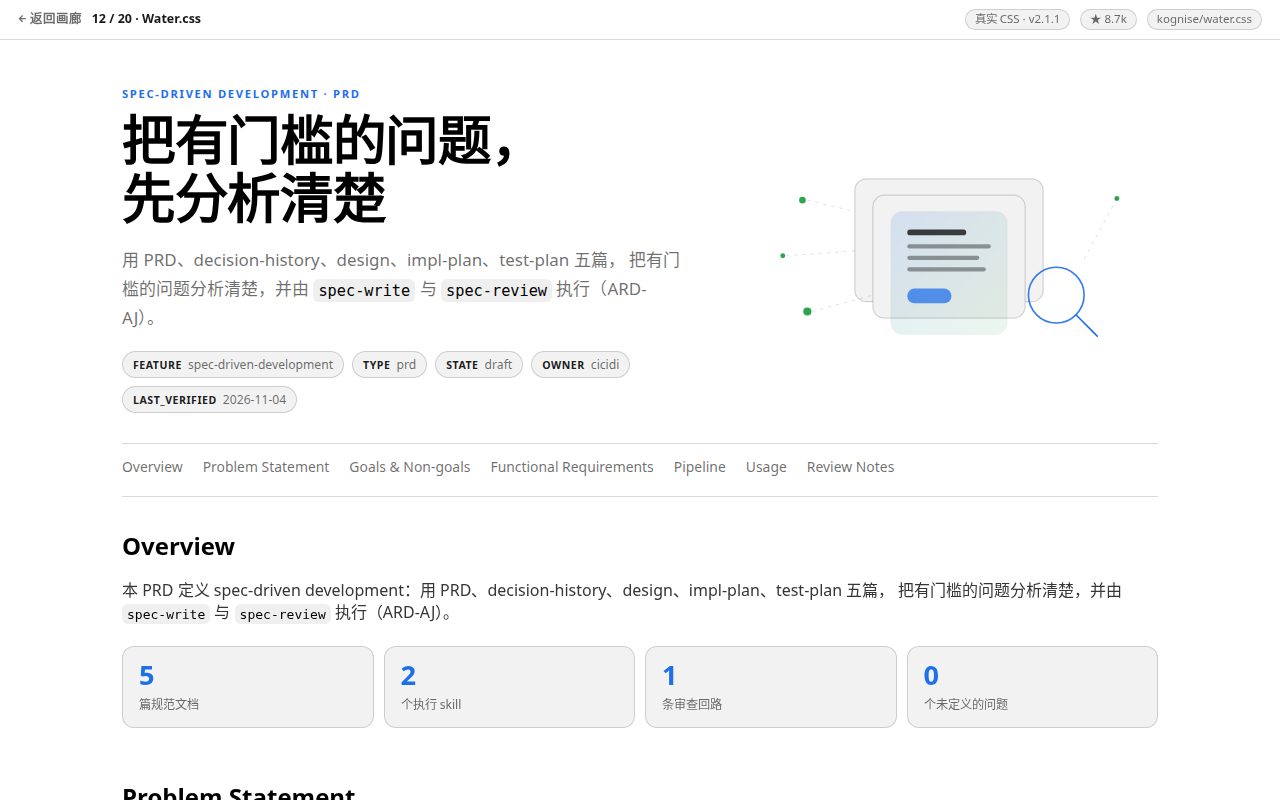 ← 返回画廊 12 / 20 · Water.css
真实 CSS · v2.1.1
★ 8.7k
kognise/water.css
SPEC-DRIVEN DEVELOPMENT · PRD
把有门槛的问题，
先分析清楚
用 PRD、decision-history、design、impl-plan、test-plan 五篇， 把有门
槛的问题分析清楚，并由 spec-write 与 spec-review 执行（ARD-
AJ）。
FEATURE spec-driven-development
TYPE prd
STATE draft
OWNER cicidi
LAST_VERIFIED 2026-11-04
Overview Problem Statement Goals & Non-goals Functional Requirements Pipeline Usage Review Notes
Overview
本 PRD 定义 spec-driven development：用 PRD、decision-history、design、impl-plan、test-plan 五篇， 把有门槛的问题分析清楚，并由
spec-write 与 spec-review 执行（ARD-AJ）。
5
篇规范文档
2
个执行 skill
1
条审查回路
0
个未定义的问题
Problem Statement